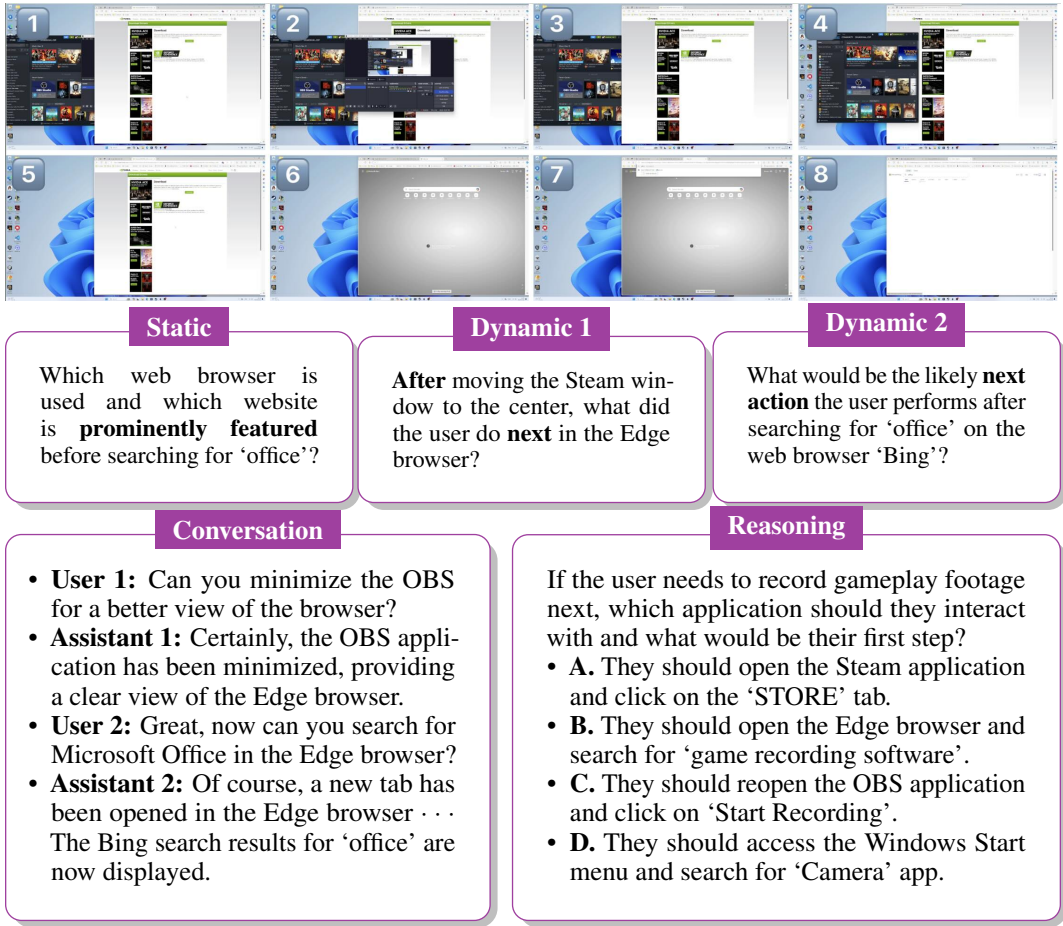 1
2
3
4
5
6
7
8
Static
Which web browser is
used and which website
is prominently featured
before searching for ‘office’?
Dynamic 1
After moving the Steam win-
dow to the center, what did
the user do next in the Edge
browser?
Dynamic 2
What would be the likely next
action the user performs after
searching for ‘office’ on the
web browser ‘Bing’?
Conversation
• User 1: Can you minimize the OBS
for a better view of the browser?
• Assistant 1: Certainly, the OBS appli-
cation has been minimized, providing
a clear view of the Edge browser.
• User 2: Great, now can you search for
Microsoft Office in the Edge browser?
• Assistant 2: Of course, a new tab has
been opened in the Edge browser · · ·
The Bing search results for ‘office’ are
now displayed.
Reasoning
If the user needs to record gameplay footage
next, which application should they interact
with and what would be their first step?
• A. They should open the Steam application
and click on the ‘STORE’ tab.
• B. They should open the Edge browser and
search for ‘game recording software’.
• C. They should reopen the OBS application
and click on ‘Start Recording’.
• D. They should access the Windows Start
menu and search for ‘Camera’ app.